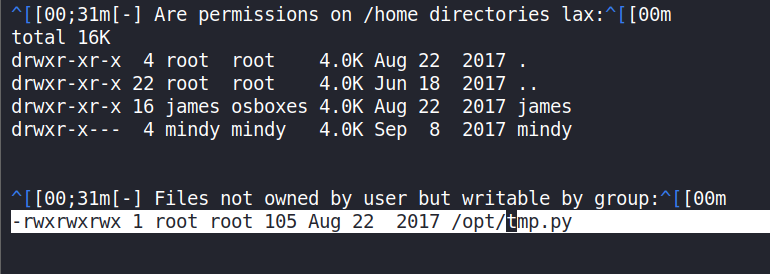 ^[[00;31m[-] Are permissions on /home directories lax:^[[00m
total 16K
drwxr-xr-x  4 root  root    4.0K Aug 22  2017 .
drwxr-xr-x 22 root  root    4.0K Jun 18  2017 ..
drwxr-xr-x 16 james osboxes 4.0K Aug 22  2017 james
drwxr-x---  4 mindy mindy   4.0K Sep  8  2017 mindy
^[[00;31m[-] Files not owned by user but writable by group:^[[00m
-rwxrwxrwx 1 root root 105 Aug 22  2017 /opt/tmp.py